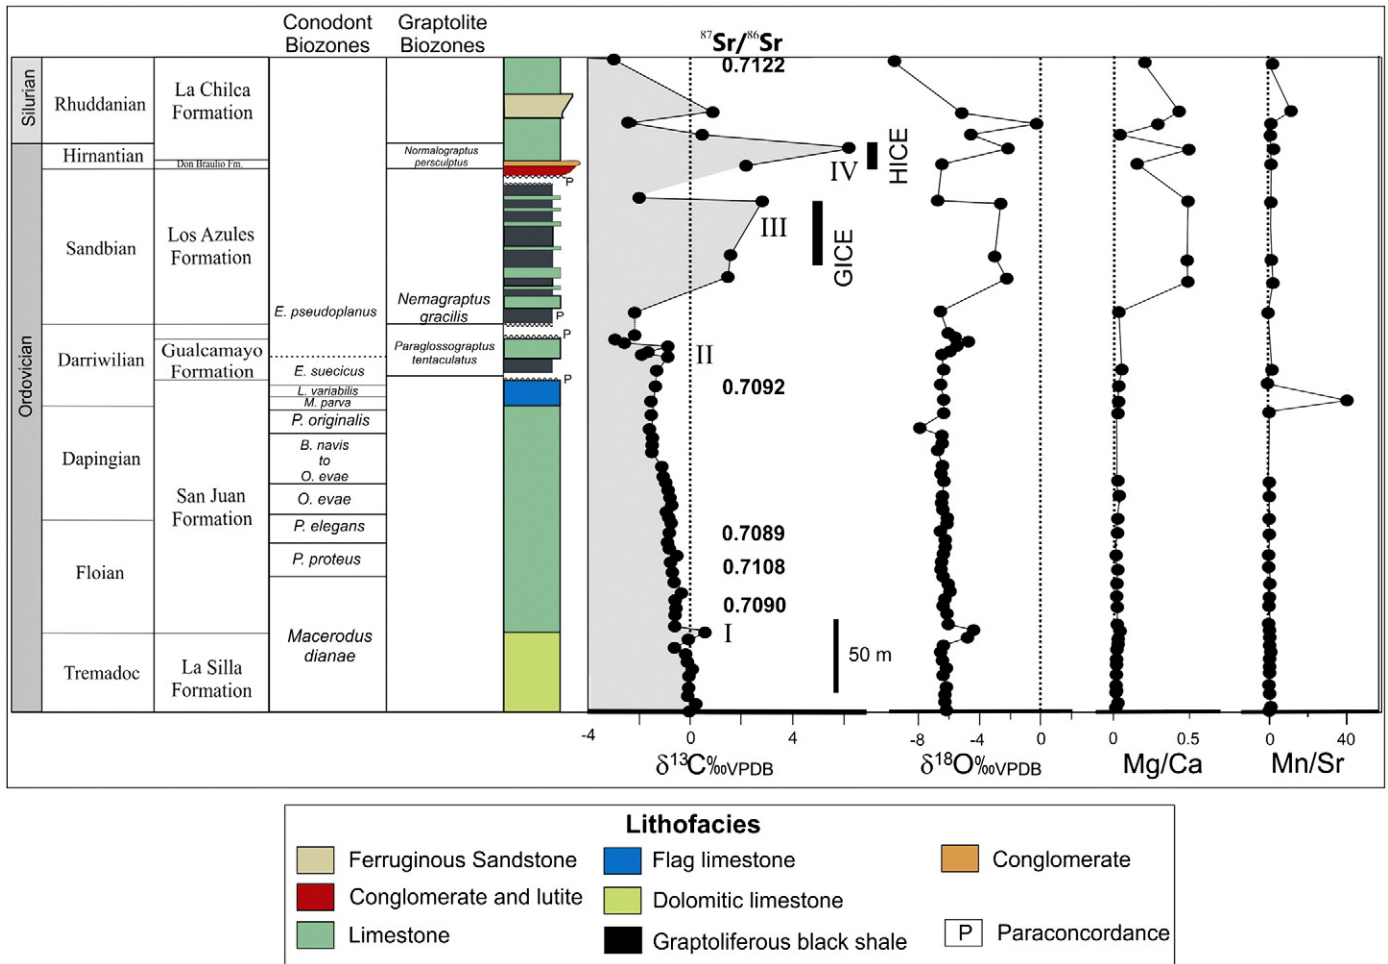 Conodont
Biozones
Graptolite
Biozones
⁸⁷Sr/⁸⁶Sr
Silurian
Ordovician
Rhuddanian
Hirnantian
Sandbian
Darriwilian
Dapingian
Floian
Tremadoc
La Chilca
Formation
Don Braulio Fm.
Los Azules
Formation
Gualcamayo
Formation
San Juan
Formation
La Silla
Formation
E. pseudoplanus
E. suecicus
L. variabilis
M. parva
P. originalis
B. navis
to
O. evae
O. evae
P. elegans
P. proteus
Macerodus
dianae
Normalograptus
persculptus
Nemagraptus
gracilis
Paraglossograptus
tentaculatus
P
P
P
P
0.7122
IV
HICE
III
GICE
II
0.7092
0.7089
0.7108
0.7090
I
50 m
-4
0
4
δ¹³C‰VPDB
-8
-4
0
δ¹⁸O‰VPDB
0
0.5
Mg/Ca
0
40
Mn/Sr
Lithofacies
Ferruginous Sandstone
Conglomerate and lutite
Limestone
Flag limestone
Dolomitic limestone
Graptoliferous black shale
Conglomerate
P Paraconcordance